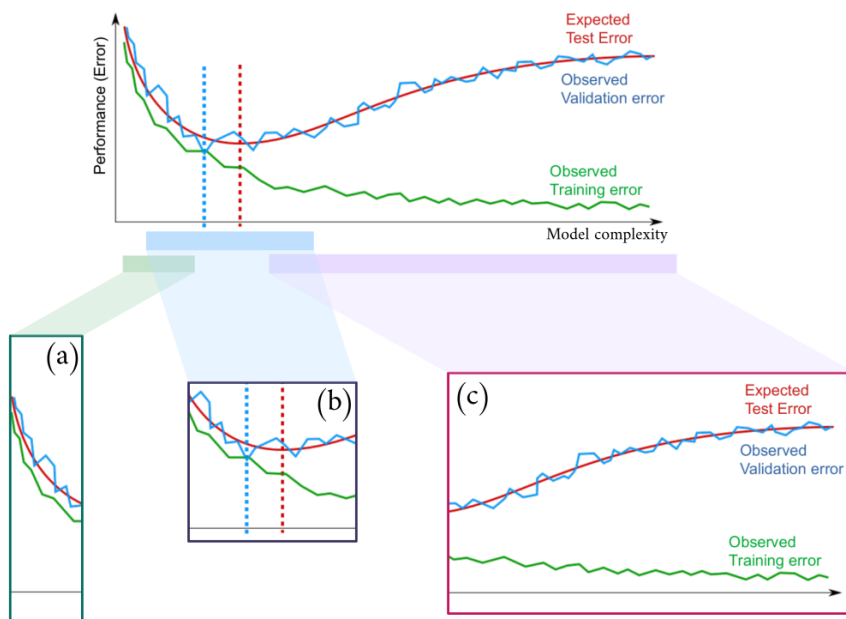 Performance (Error)
Expected
Test Error
Observed
Validation error
Observed
Training error
Model complexity
(a)
(b)
(c)
Expected
Test Error
Observed
Validation error
Observed
Training error